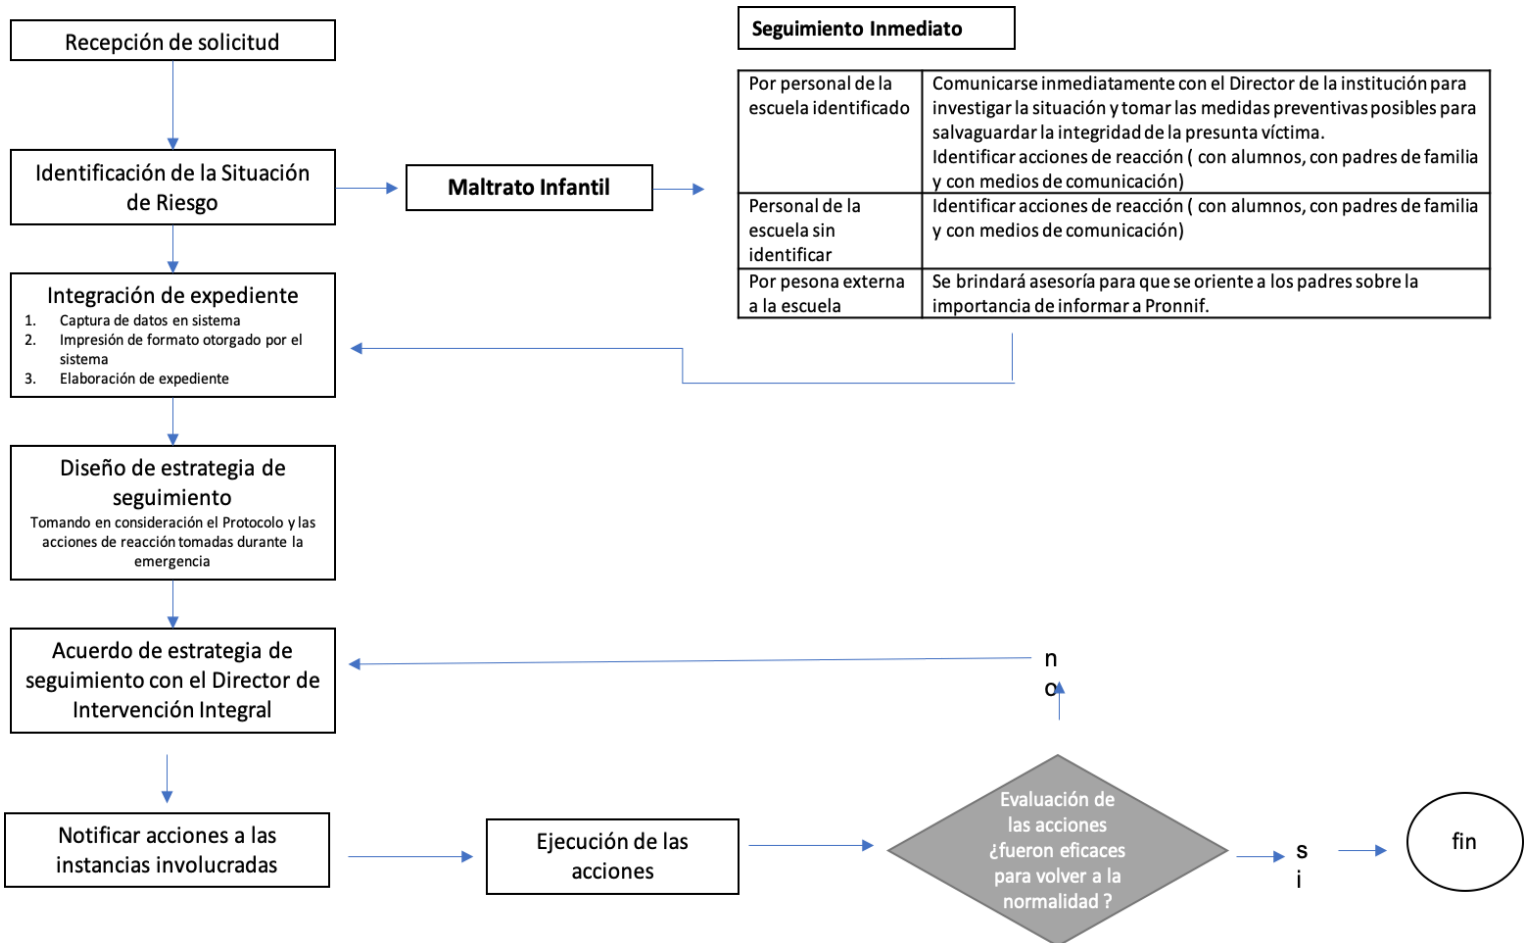 Recepción de solicitud
Seguimiento Inmediato
Identificación de la Situación
de Riesgo
Maltrato Infantil
Por personal de la
escuela identificado
Comunicarse inmediatamente con el Director de la institución para
investigar la situación y tomar las medidas preventivas posibles para
salvaguardar la integridad de la presunta víctima.
Identificar acciones de reacción ( con alumnos, con padres de familia
y con medios de comunicación)
Personal de la
escuela sin
identificar
Identificar acciones de reacción ( con alumnos, con padres de familia
y con medios de comunicación)
Por pesona externa
a la escuela
Se brindará asesoría para que se oriente a los padres sobre la
importancia de informar a Pronnif.
Integración de expediente
1. Captura de datos en sistema
2. Impresión de formato otorgado por el
sistema
3. Elaboración de expediente
Diseño de estrategia de
seguimiento
Tomando en consideración el Protocolo y las
acciones de reacción tomadas durante la
emergencia
Acuerdo de estrategia de
seguimiento con el Director de
Intervención Integral
n
o
Notificar acciones a las
instancias involucradas
Ejecución de las
acciones
Evaluación de
las acciones
¿fueron eficaces
para volver a la
normalidad ?
s
i
fin